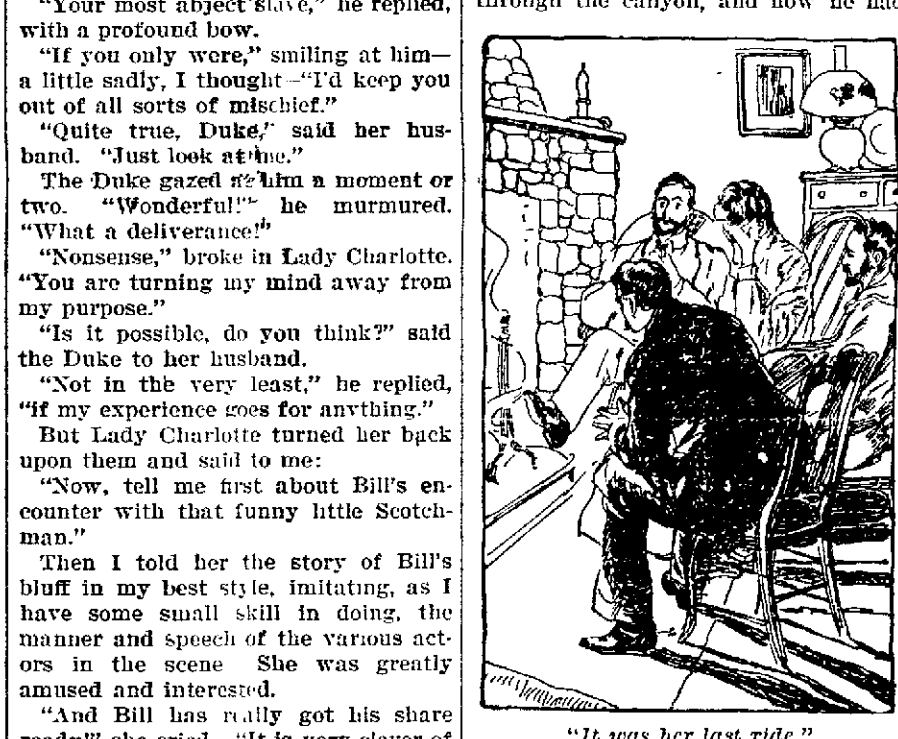 "Your most abject slave," he replied,
with a profound bow.
"If you only were," smiling at him—
a little sadly, I thought—"I'd keep you
out of all sorts of mischief."
"Quite true, Duke," said her hus-
band. "Just look at me."
The Duke gazed at him a moment or
two. "Wonderful!" he murmured.
"What a deliverance!"
"Nonsense," broke in Lady Charlotte.
"You are turning my mind away from
my purpose."
"Is it possible, do you think?" said
the Duke to her husband.
"Not in the very least," he replied,
"if my experience goes for anything."
But Lady Charlotte turned her back
upon them and said to me:
"Now, tell me first about Bill's en-
counter with that funny little Scotch-
man."
Then I told her the story of Bill's
bluff in my best style, imitating, as I
have some small skill in doing, the
manner and speech of the various act-
ors in the scene She was greatly
amused and interested.
"And Bill has really got his share
ready!" she cried. "It is very clever of
through the canyon, and now he had
"It was her last ride."